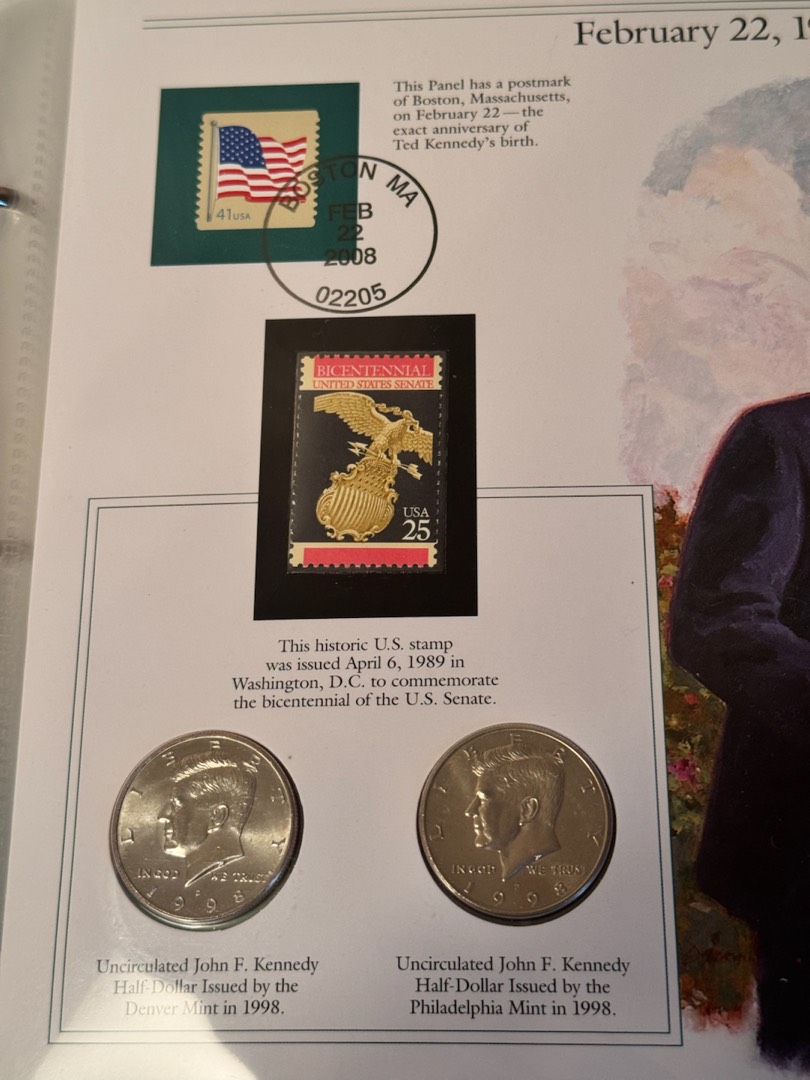 February 22, 1
This Panel has a postmark
of Boston, Massachusetts,
on February 22 — the
exact anniversary of
Ted Kennedy's birth.
41 USA
BOSTON MA
FEB
22
2008
02205
BICENTENNIAL
UNITED STATES SENATE
USA
25
This historic U.S. stamp
was issued April 6, 1989 in
Washington, D.C. to commemorate
the bicentennial of the U.S. Senate.
LIBERTY
IN GOD WE TRUST
D
1998
LIBERTY
IN GOD WE TRUST
P
1998
Uncirculated John F. Kennedy
Half-Dollar Issued by the
Denver Mint in 1998.
Uncirculated John F. Kennedy
Half-Dollar Issued by the
Philadelphia Mint in 1998.